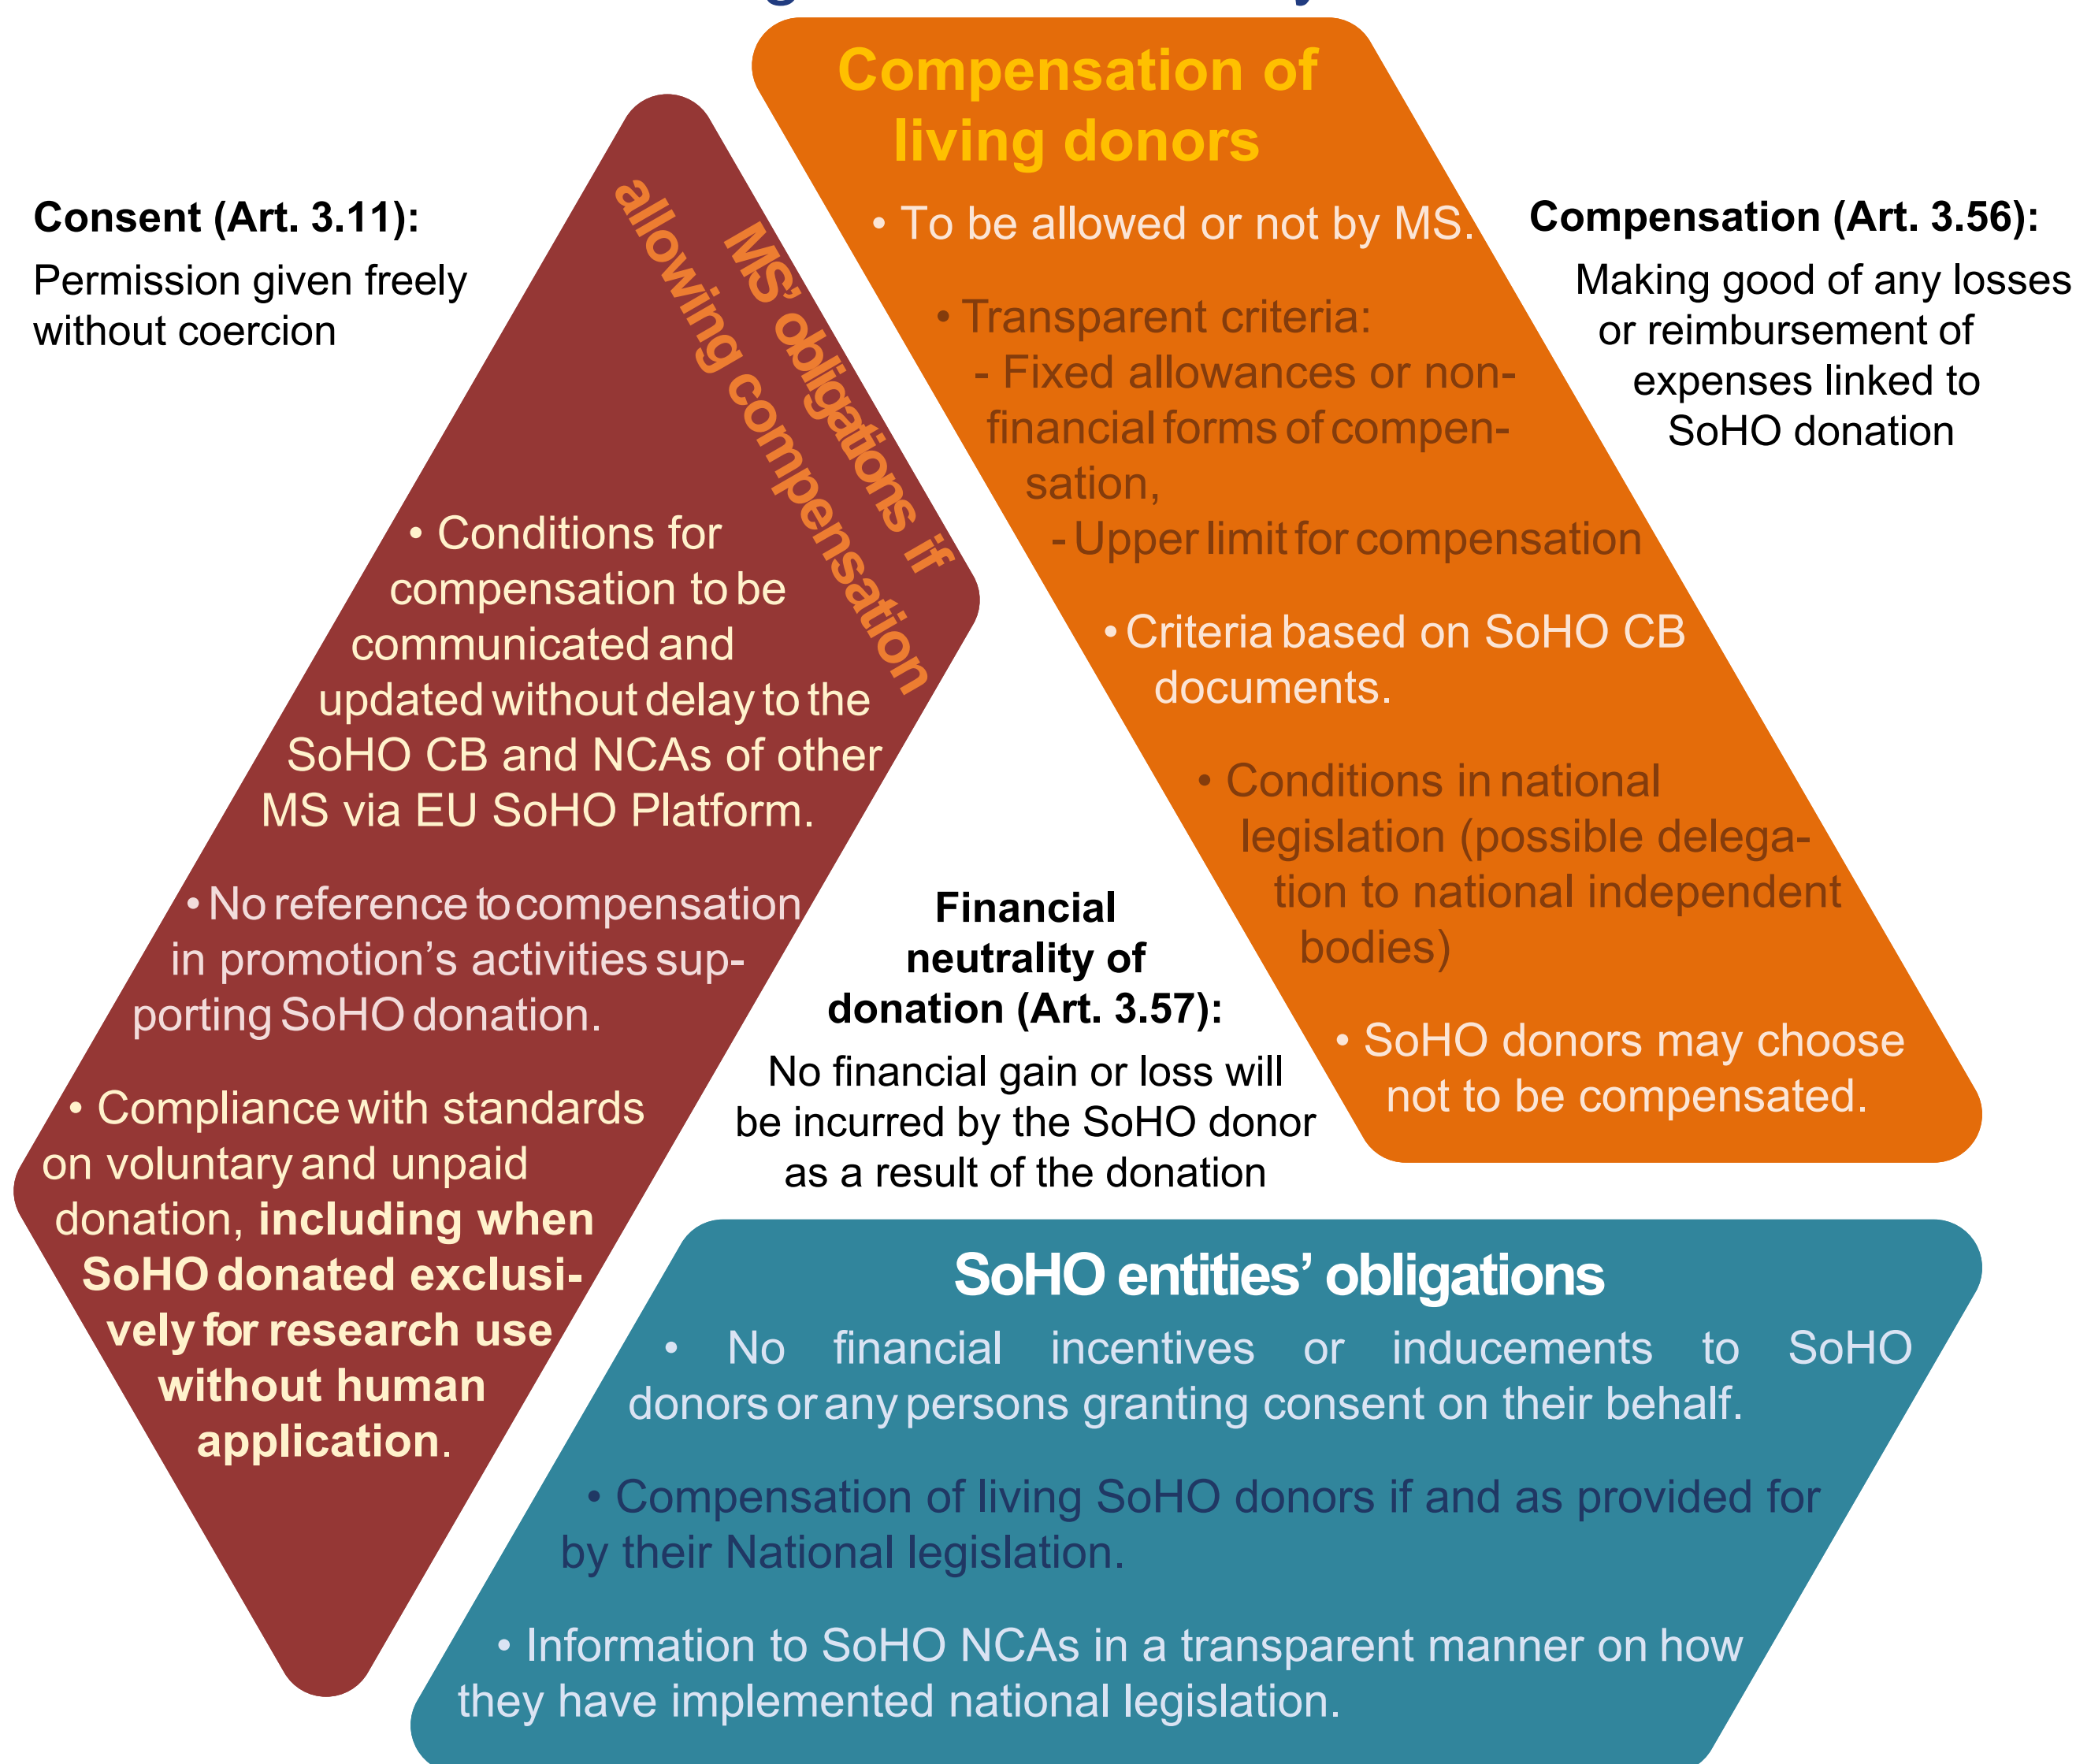 Compensation of
living donors
• To be allowed or not by MS.
• Transparent criteria:
- Fixed allowances or non-
financial forms of compen-
sation,
- Upper limit for compensation
• Criteria based on SoHO CB
documents.
• Conditions in national
legislation (possible delega-
tion to national independent
bodies)
• SoHO donors may choose
not to be compensated.
Consent (Art. 3.11):
Permission given freely
without coercion
Compensation (Art. 3.56):
Making good of any losses
or reimbursement of
expenses linked to
SoHO donation
MS’ obligations if
allowing compensation
• Conditions for
compensation to be
communicated and
updated without delay to the
SoHO CB and NCAs of other
MS via EU SoHO Platform.
• No reference to compensation
in promotion’s activities sup-
porting SoHO donation.
• Compliance with standards
on voluntary and unpaid
donation, including when
SoHO donated exclusi-
vely for research use
without human
application.
Financial
neutrality of
donation (Art. 3.57):
No financial gain or loss will
be incurred by the SoHO donor
as a result of the donation
SoHO entities’ obligations
• No financial incentives or inducements to SoHO
donors or any persons granting consent on their behalf.
• Compensation of living SoHO donors if and as provided for
by their National legislation.
• Information to SoHO NCAs in a transparent manner on how
they have implemented national legislation.